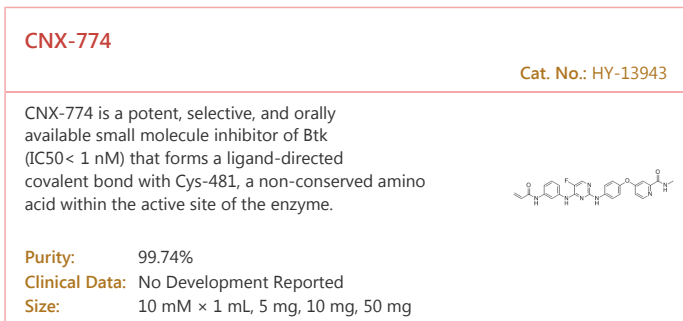 CNX-774
Cat. No.: HY-13943
CNX-774 is a potent, selective, and orally
available small molecule inhibitor of Btk
(IC50< 1 nM) that forms a ligand-directed
covalent bond with Cys-481, a non-conserved amino
acid within the active site of the enzyme.
Purity: 99.74%
Clinical Data: No Development Reported
Size: 10 mM × 1 mL, 5 mg, 10 mg, 50 mg